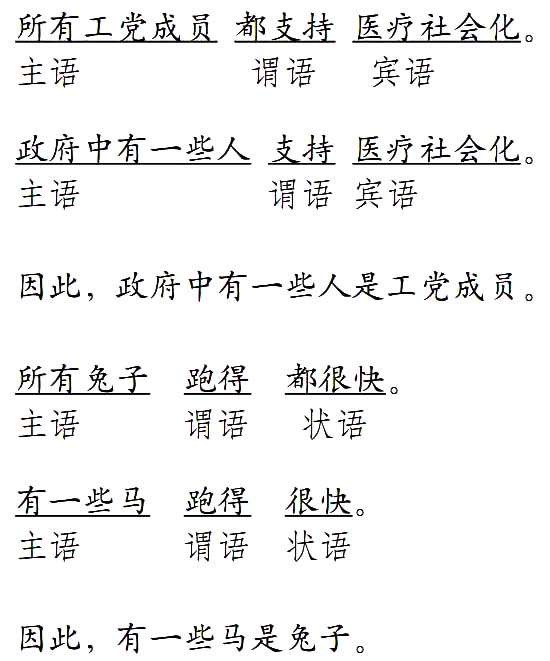 所有工党成员 都支持 医疗社会化。
主语 谓语 宾语
政府中有一些人 支持 医疗社会化。
主语 谓语 宾语
因此，政府中有一些人是工党成员。
所有兔子 跑得 都很快。
主语 谓语 状语
有一些马 跑得 很快。
主语 谓语 状语
因此，有一些马是兔子。